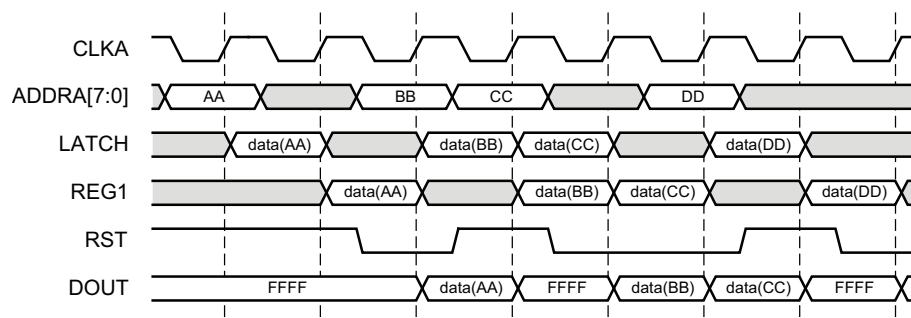 CLKA
ADDRA[7:0] AA BB CC DD
LATCH data(AA) data(BB) data(CC) data(DD)
REG1 data(AA) data(BB) data(CC) data(DD)
RST
DOUT FFFF data(AA) FFFF data(BB) data(CC) FFFF